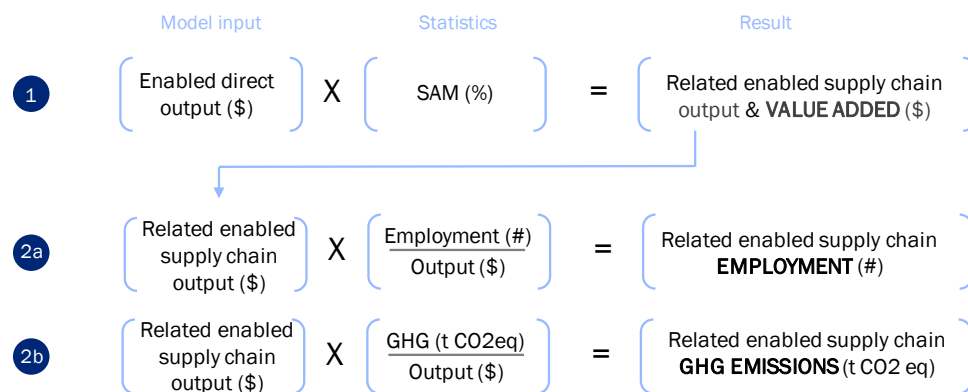 Model input Statistics Result
1
Enabled direct
output ($)
X
SAM (%)
=
Related enabled supply chain
output & VALUE ADDED ($)
2a
Related enabled
supply chain
output ($)
X
Employment (#)
Output ($)
=
Related enabled supply chain
EMPLOYMENT (#)
2b
Related enabled
supply chain
output ($)
X
GHG (t CO2eq)
Output ($)
=
Related enabled supply chain
GHG EMISSIONS (t CO2 eq)